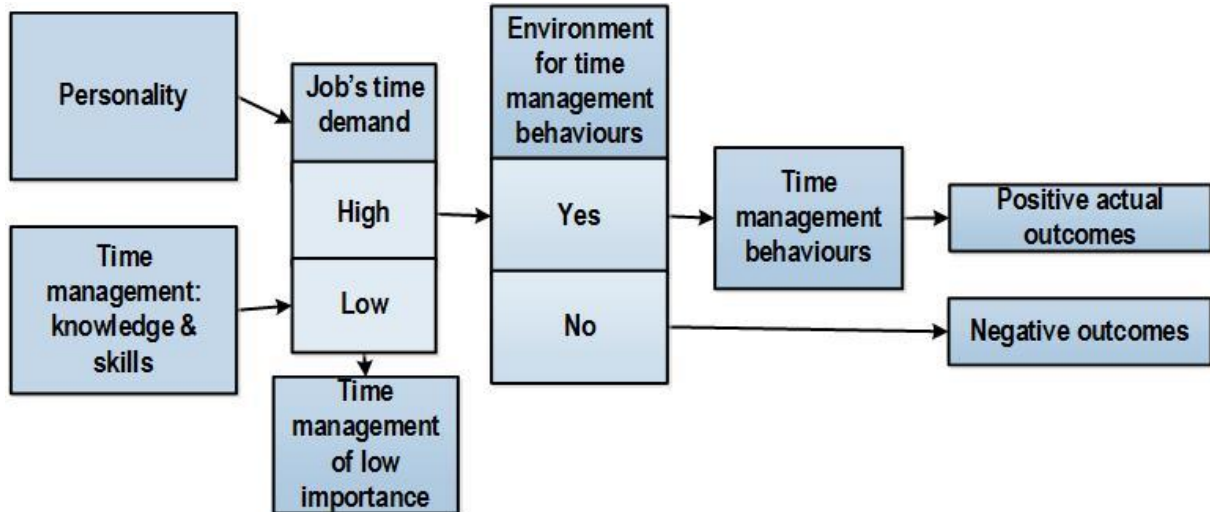 Personality
Time
management:
knowledge &
skills
Job's time
demand
High
Low
Time
management
of low
importance
Environment
for time
management
behaviours
Yes
No
Time
management
behaviours
Positive actual
outcomes
Negative outcomes